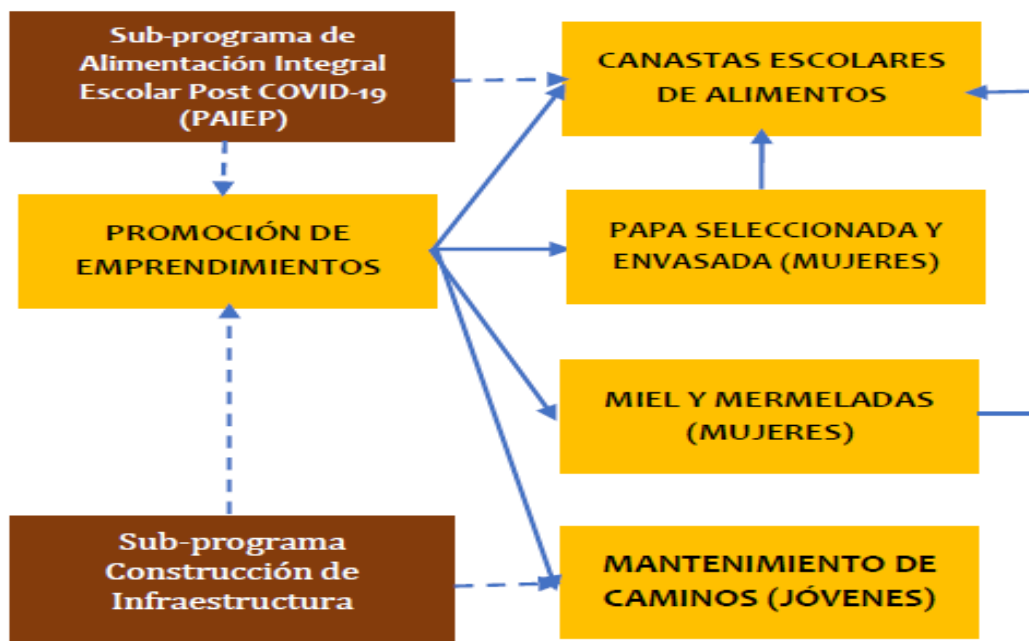 Sub-programa de
Alimentación Integral
Escolar Post COVID-19
(PAIEP)
CANASTAS ESCOLARES
DE ALIMENTOS
PROMOCIÓN DE
EMPRENDIMIENTOS
PAPA SELECCIONADA Y
ENVASADA (MUJERES)
MIEL Y MERMELADAS
(MUJERES)
Sub-programa
Construcción de
Infraestructura
MANTENIMIENTO DE
CAMINOS (JÓVENES)